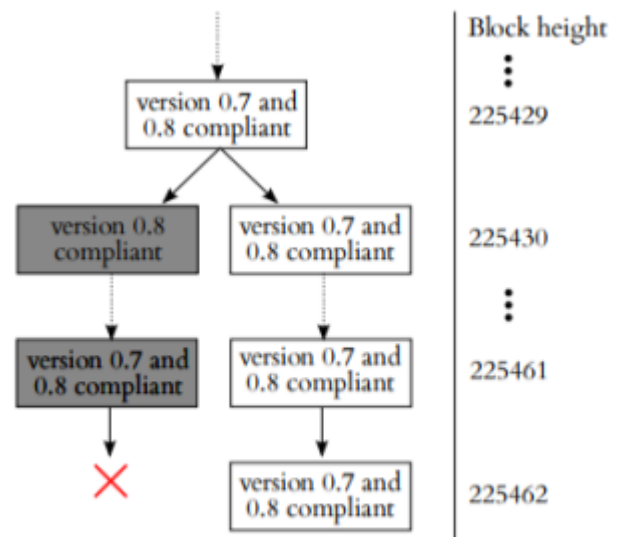 Block height
version 0.7 and
0.8 compliant
225429
version 0.8
compliant
version 0.7 and
0.8 compliant
225430
version 0.7 and
0.8 compliant
version 0.7 and
0.8 compliant
225461
version 0.7 and
0.8 compliant
225462